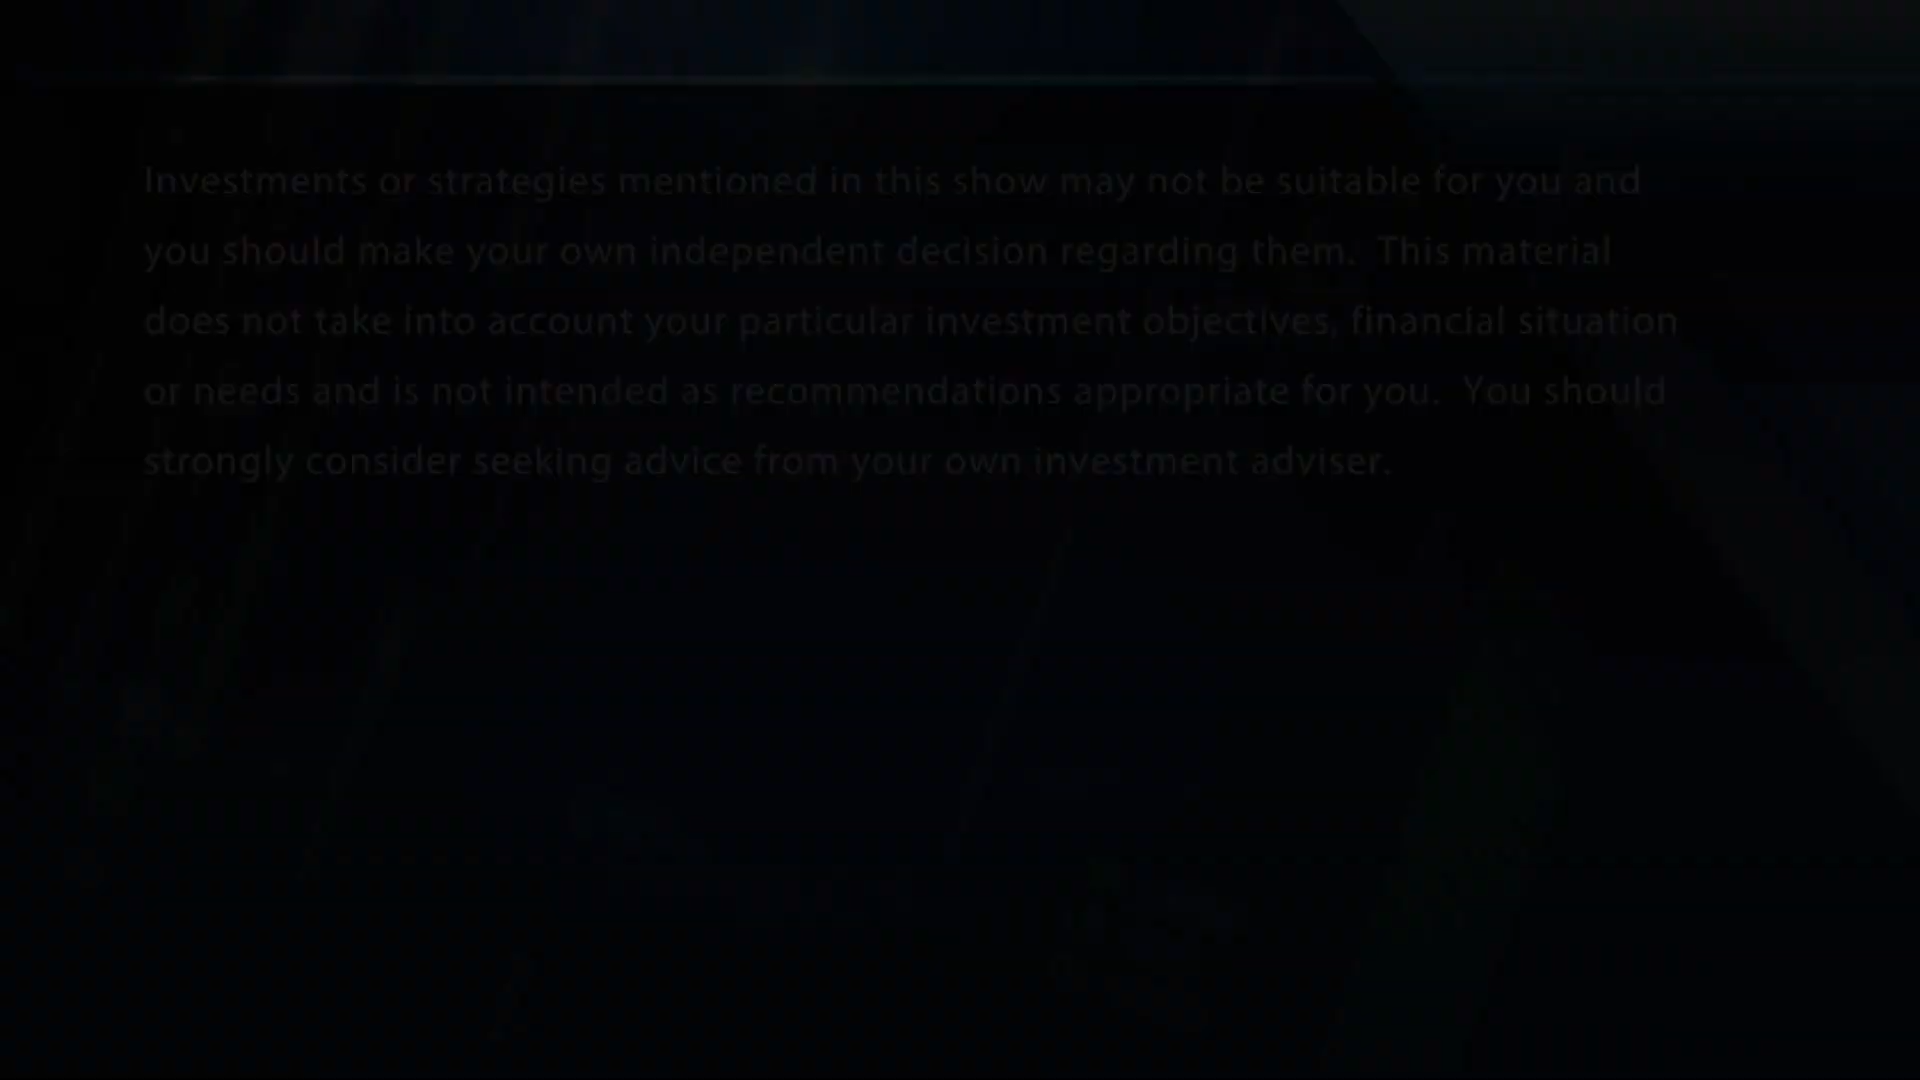 Investments or strategies mentioned in this show may not be suitable for you and
you should make your own independent decision regarding them.  This material
does not take into account your particular investment objectives, financial situation
or needs and is not intended as recommendations appropriate for you.  You should
strongly consider seeking advice from your own investment adviser.